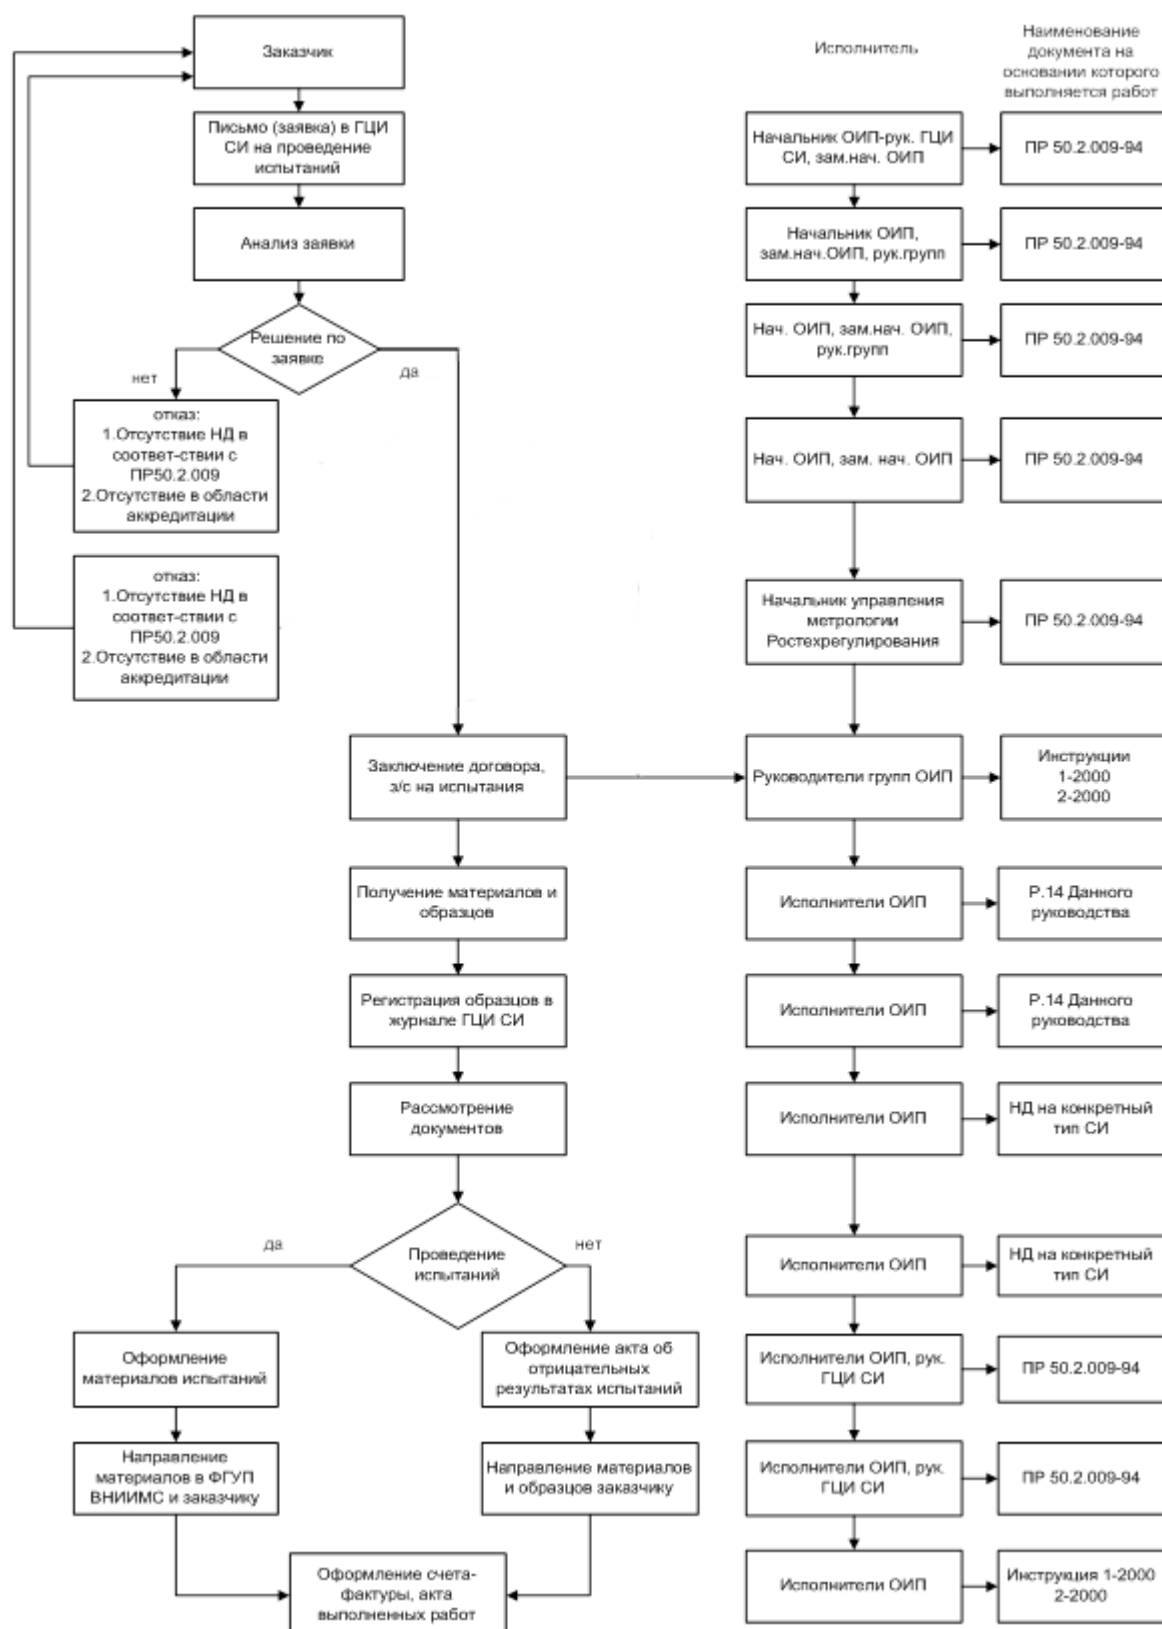 Заказчик
Исполнитель
Наименование
документа на
основании которого
выполняется работ
Письмо (заявка) в ГЦИ
СИ на проведение
испытаний
Начальник ОИП-рук. ГЦИ
СИ, зам.нач. ОИП
ПР 50.2.009-94
Анализ заявки
Начальник ОИП,
зам.нач.ОИП, рук.групп
ПР 50.2.009-94
Решение по
заявке
нет
да
Нач. ОИП, зам.нач. ОИП,
рук.групп
ПР 50.2.009-94
отказ:
1.Отсутствие НД в
соответ-ствии с
ПР50.2.009
2.Отсутствие в области
аккредитации
Нач. ОИП, зам. нач. ОИП
ПР 50.2.009-94
отказ:
1.Отсутствие НД в
соответ-ствии с
ПР50.2.009
2.Отсутствие в области
аккредитации
Начальник управления
метрологии
Ростехрегулирования
ПР 50.2.009-94
Заключение договора,
з/с на испытания
Руководители групп ОИП
Инструкции
1-2000
2-2000
Получение материалов и
образцов
Исполнители ОИП
Р.14 Данного
руководства
Регистрация образцов в
журнале ГЦИ СИ
Исполнители ОИП
Р.14 Данного
руководства
Рассмотрение
документов
Исполнители ОИП
НД на конкретный
тип СИ
да
Проведение
испытаний
нет
Исполнители ОИП
НД на конкретный
тип СИ
Оформление
материалов испытаний
Оформление акта об
отрицательных
результатах испытаний
Исполнители ОИП, рук.
ГЦИ СИ
ПР 50.2.009-94
Направление
материалов в ФГУП
ВНИИМС и заказчику
Направление материалов
и образцов заказчику
Исполнители ОИП, рук.
ГЦИ СИ
ПР 50.2.009-94
Оформление счета-
фактуры, акта
выполненных работ
Исполнители ОИП
Инструкция 1-2000
2-2000